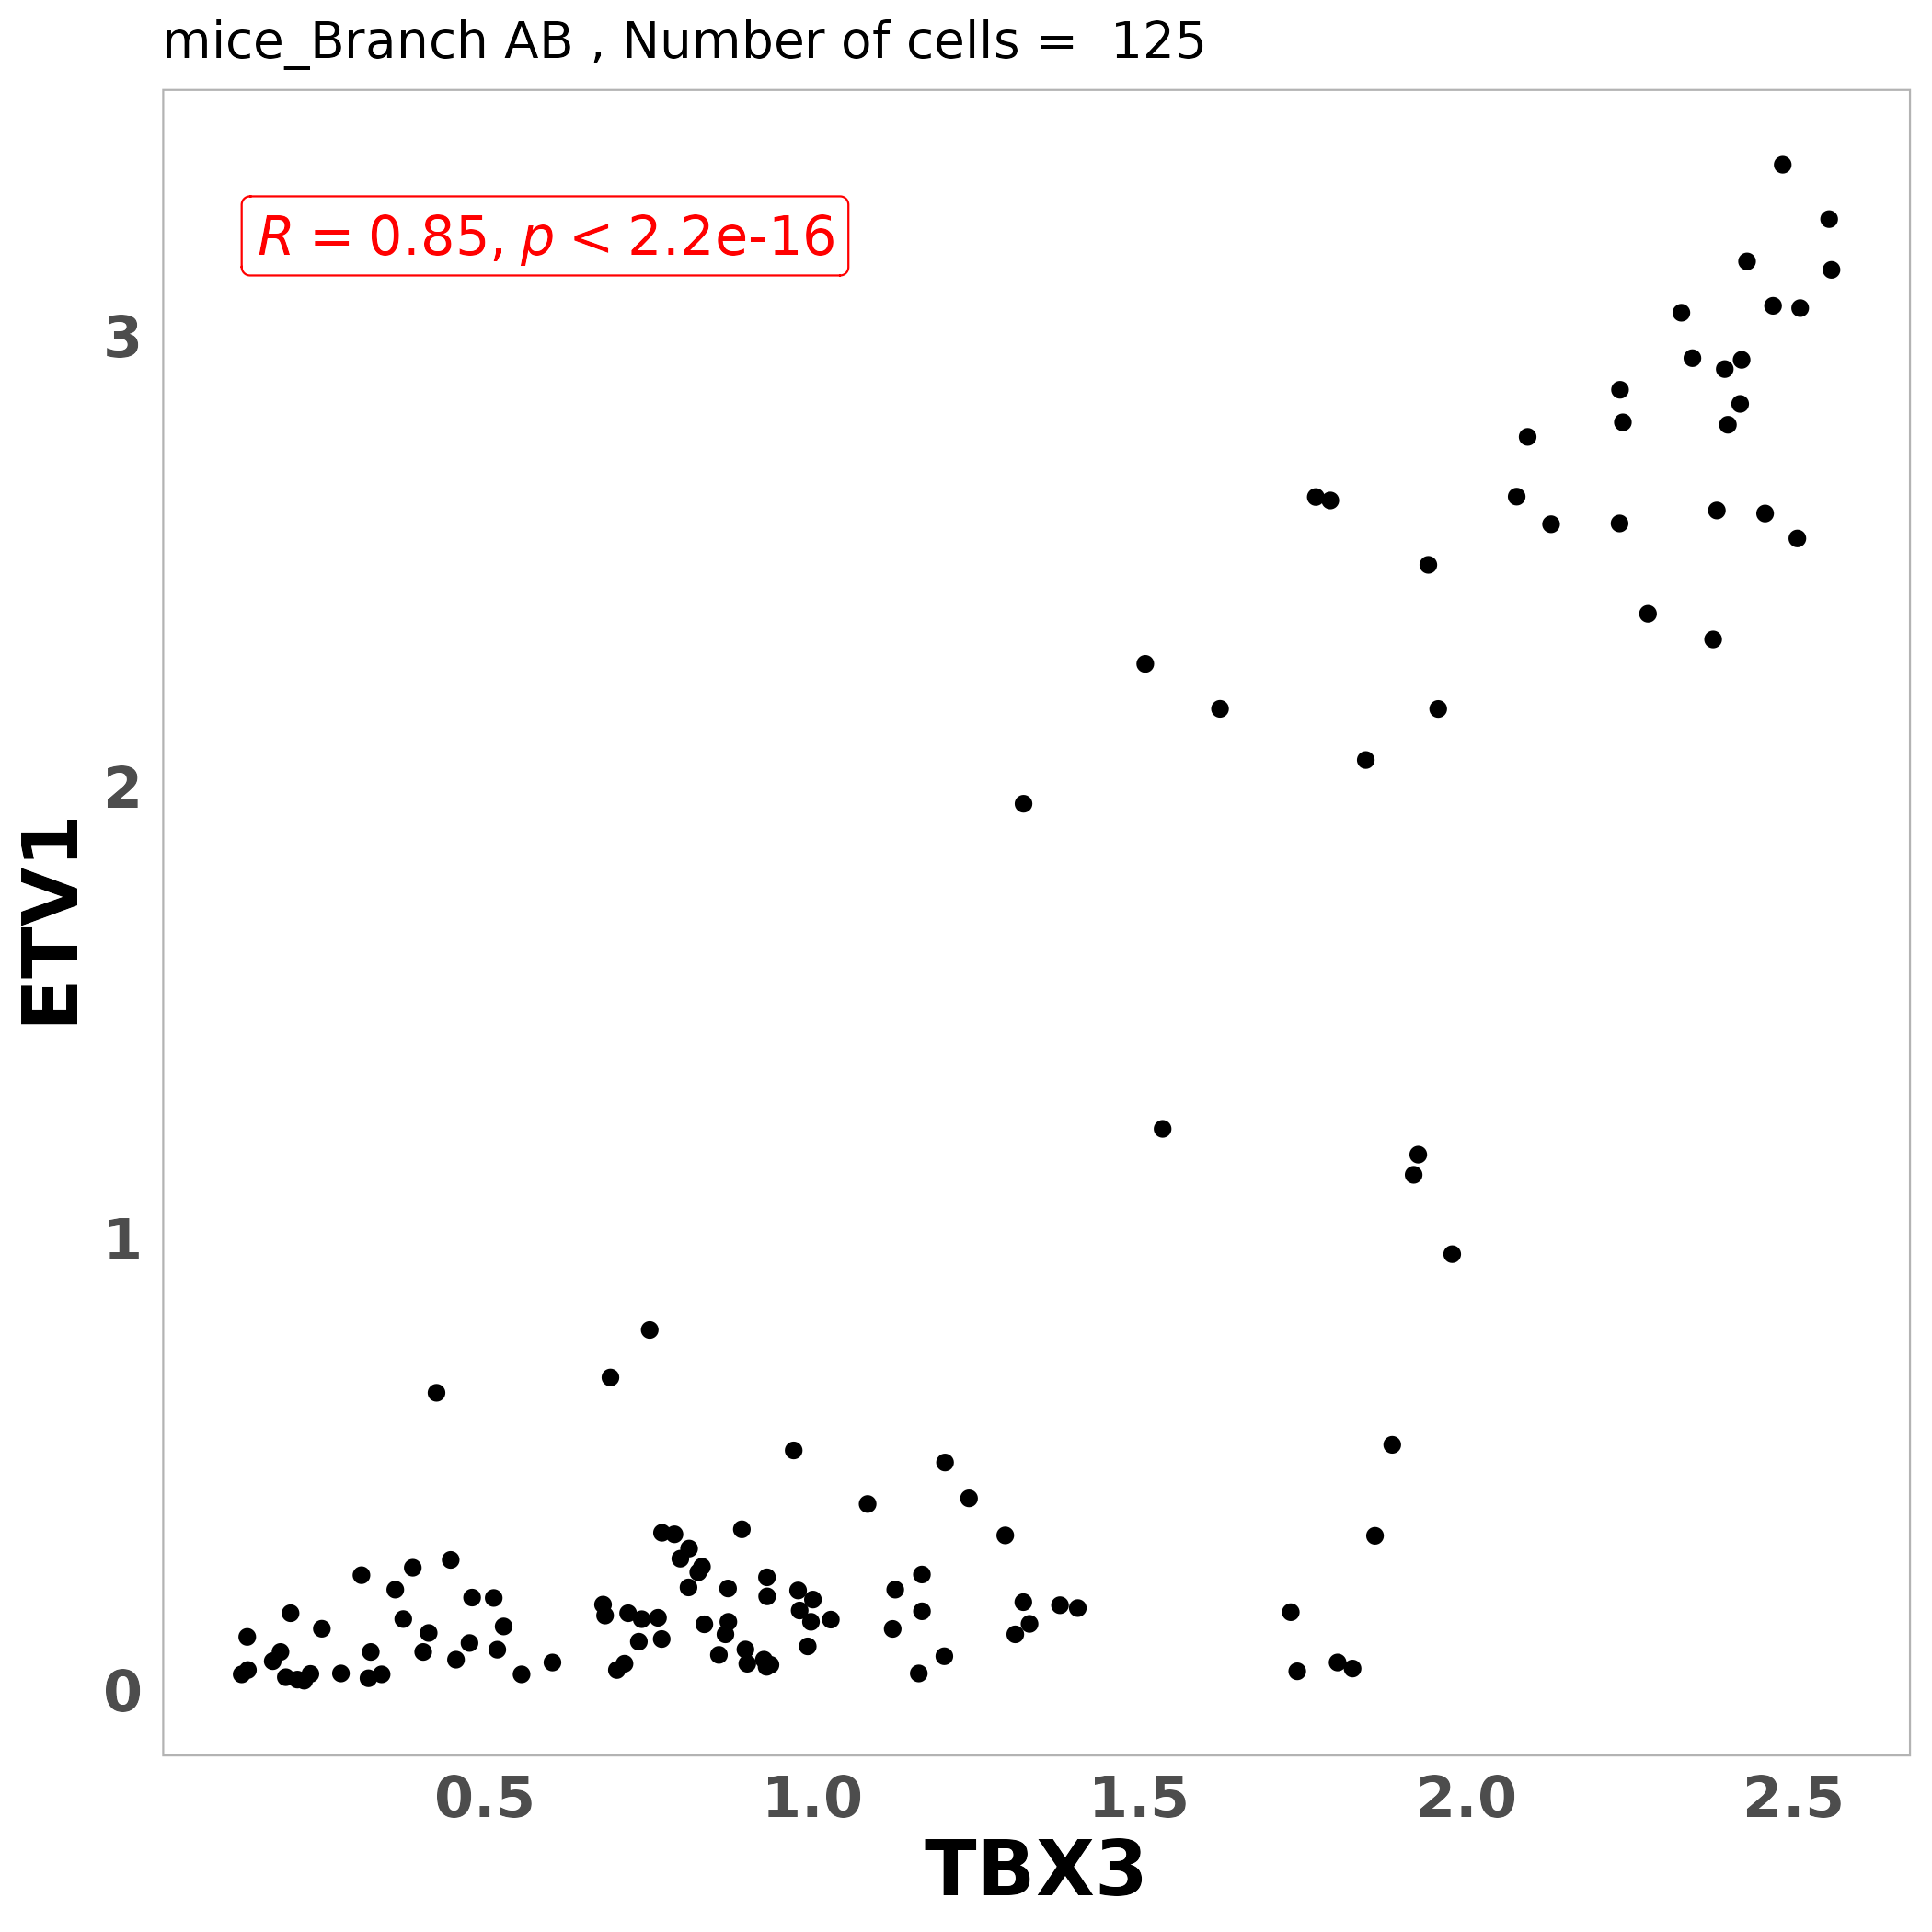 mice_Branch AB , Number of cells =  125
R = 0.85, p < 2.2e-16
3
2
1
0
ETV1
0.5 1.0 1.5 2.0 2.5
TBX3